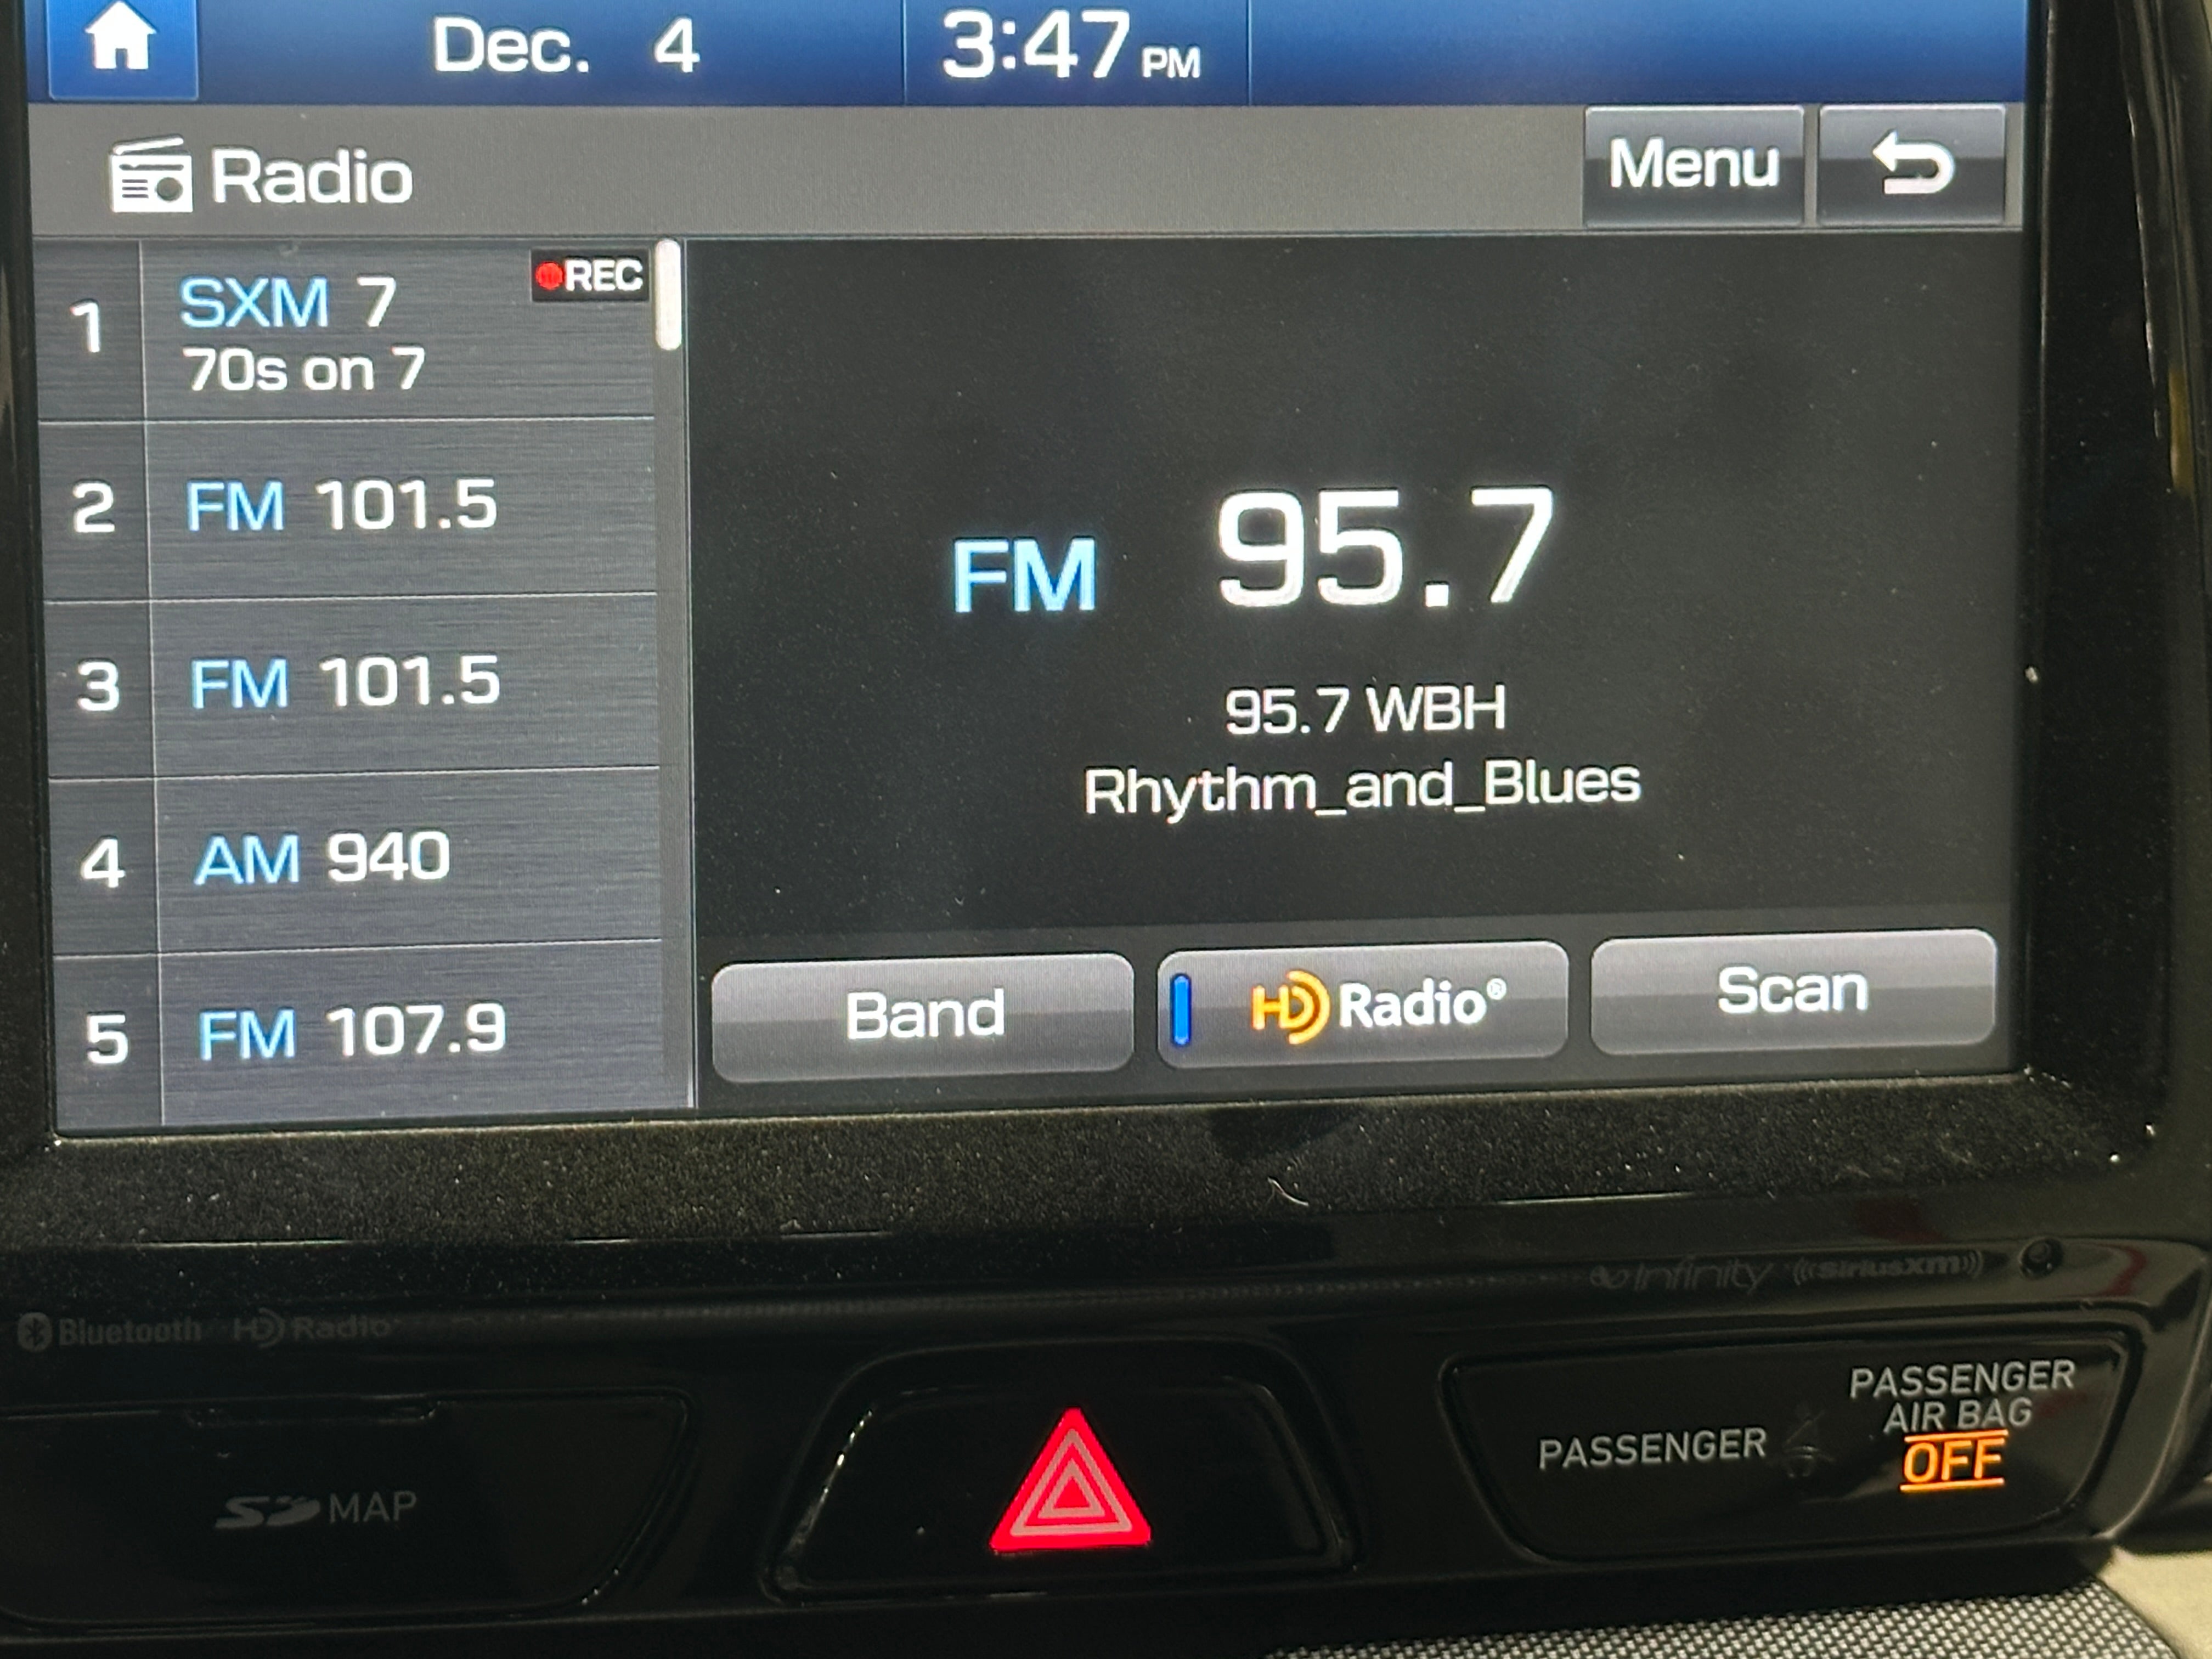 Dec. 4 3:47 PM
Radio Menu
1 SXM 7 REC
70s on 7
2 FM 101.5
3 FM 101.5
4 AM 940
5 FM 107.9
FM 95.7
95.7 WBH
Rhythm_and_Blues
Band HD Radio® Scan
Infinity SiriusXM
Bluetooth HD Radio
SD MAP
PASSENGER
PASSENGER
AIR BAG
OFF